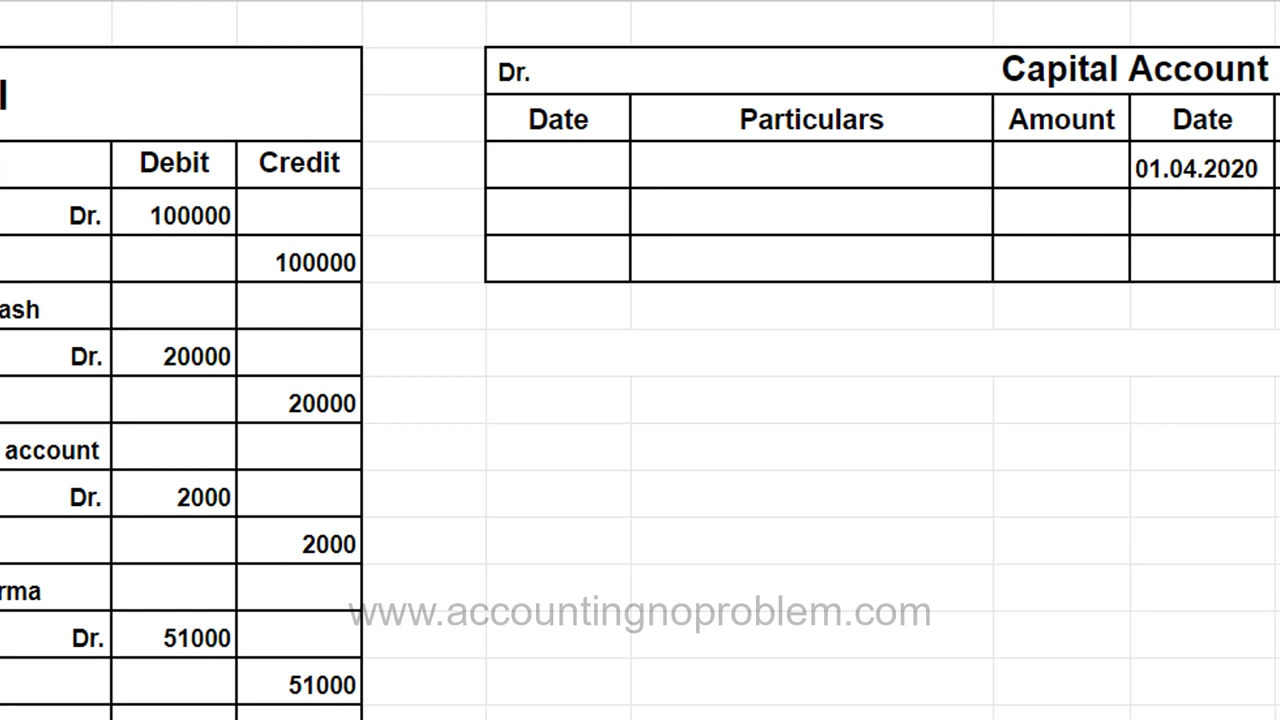 Debit Credit
Dr. 100000
100000
ash
Dr. 20000
20000
account
Dr. 2000
2000
rma
Dr. 51000
51000
Dr. Capital Account
Date Particulars Amount Date
01.04.2020
www.accountingnoproblem.com